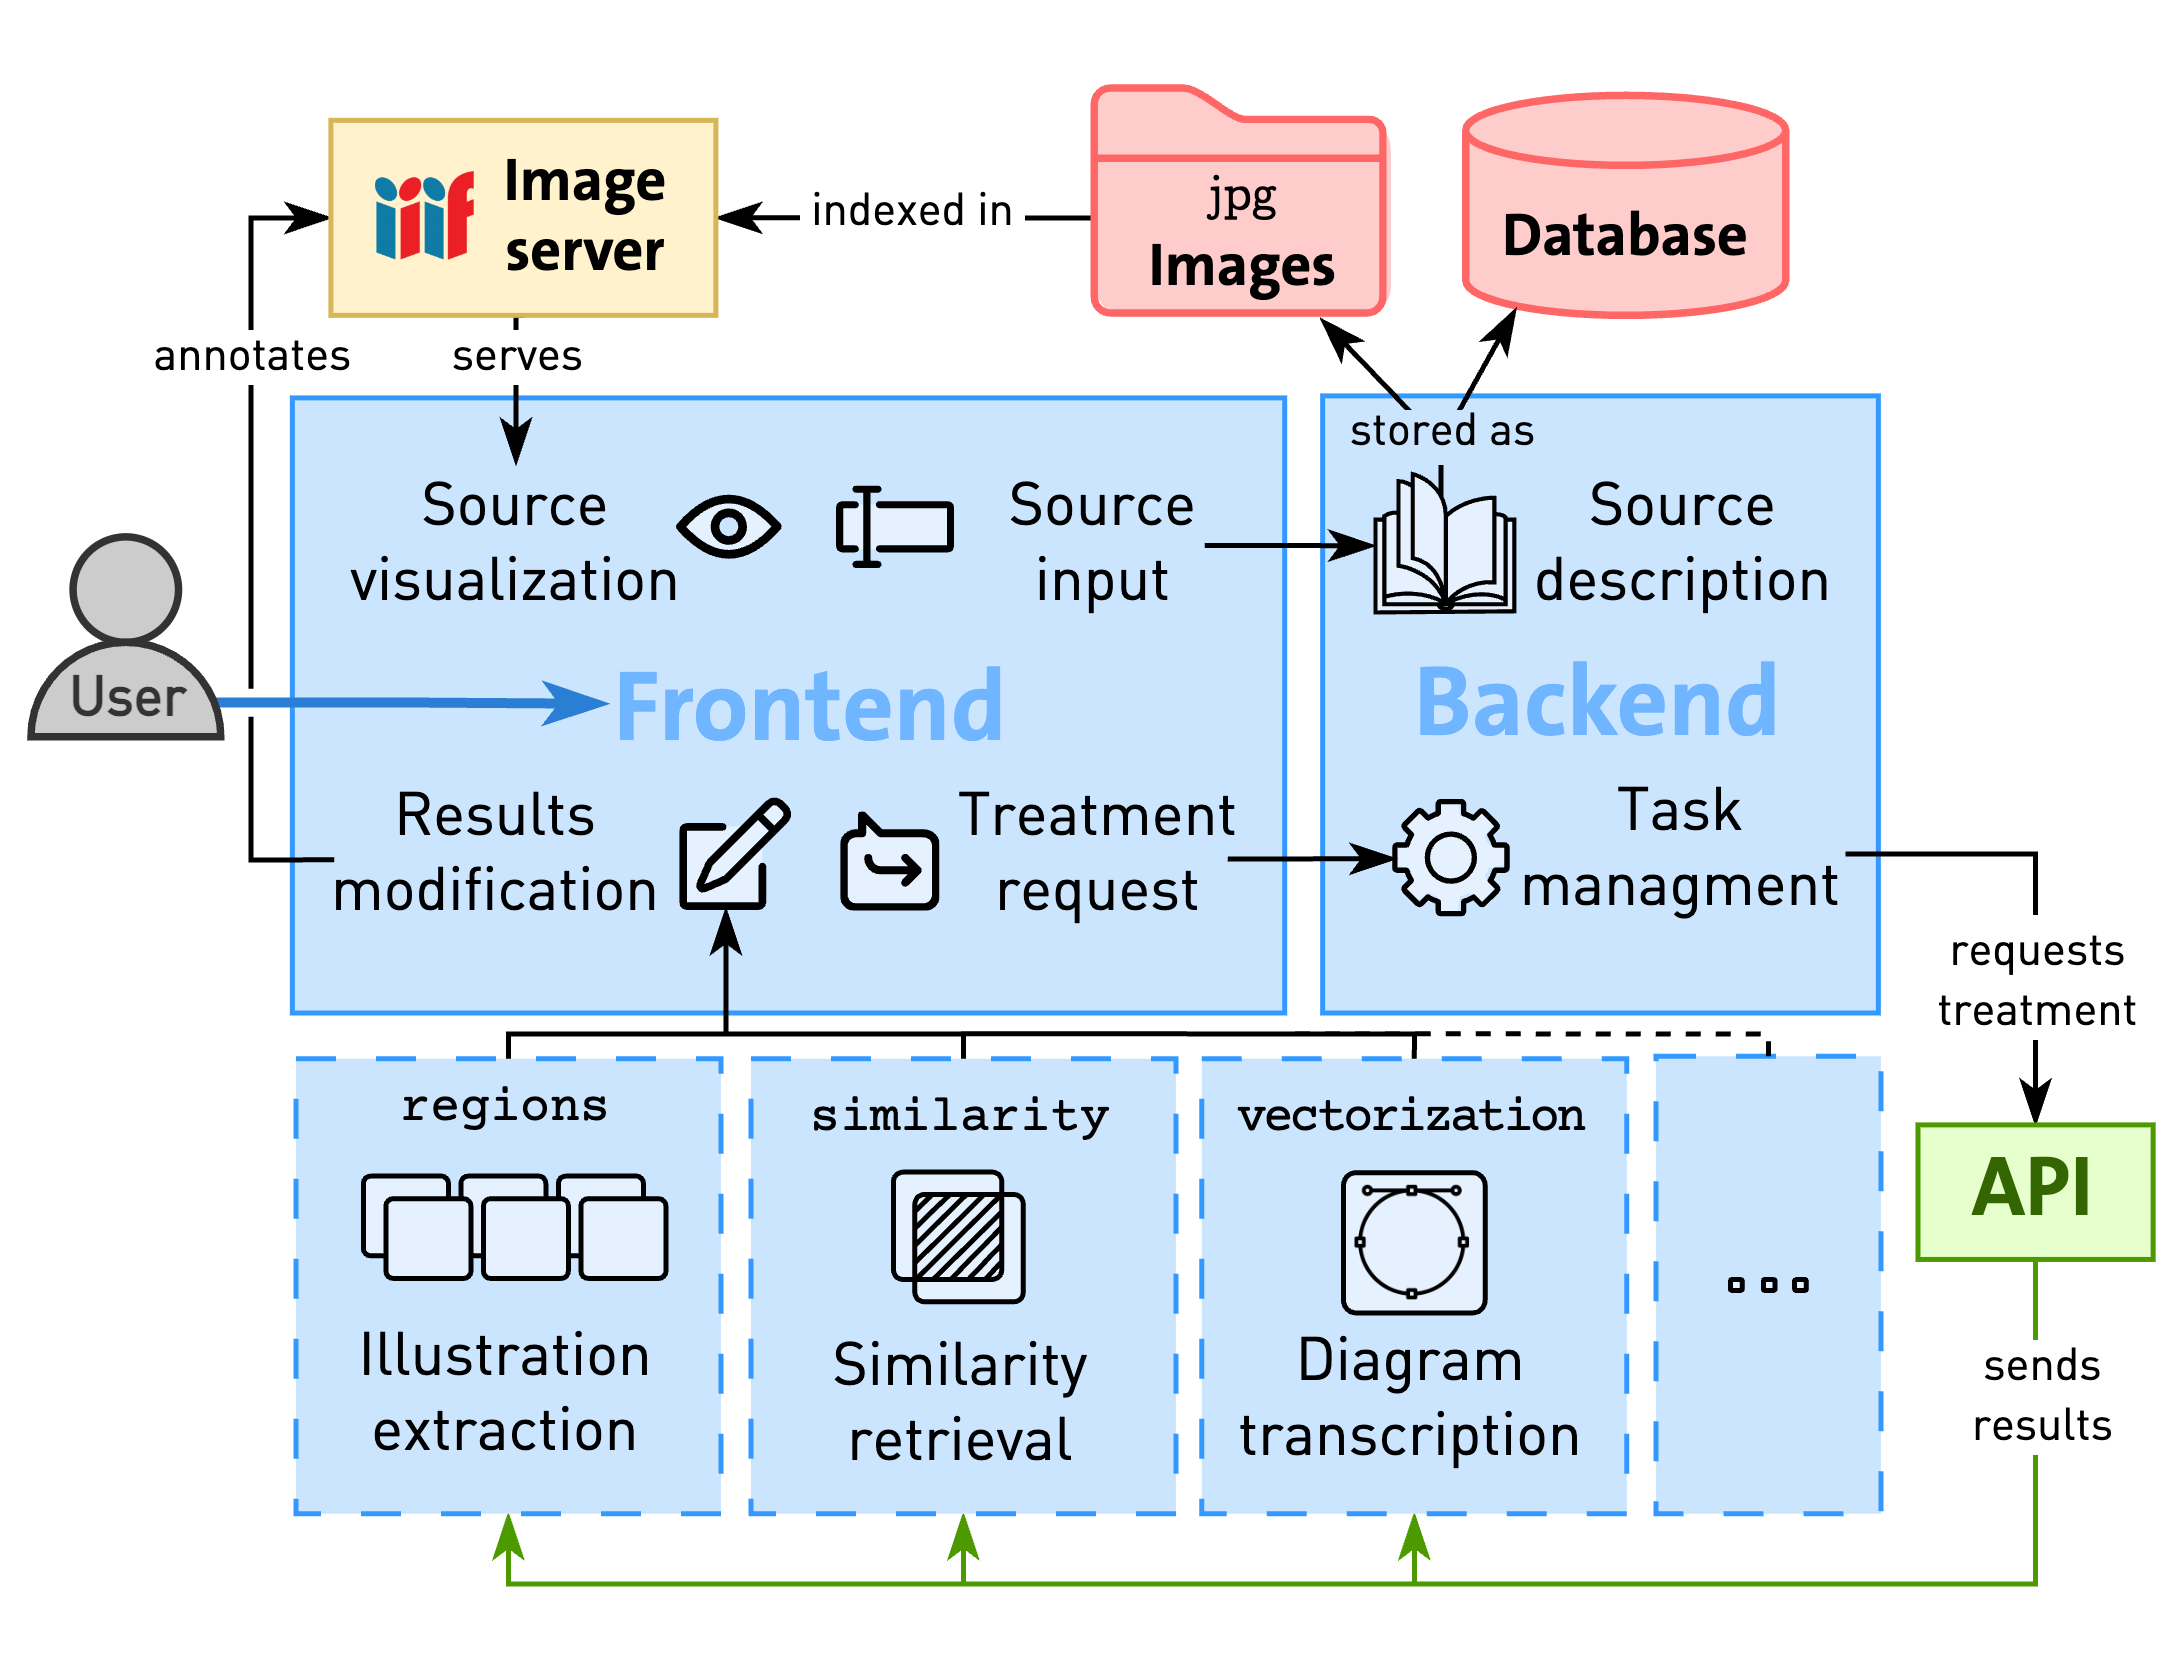 iiif
Image
server
indexed in
jpg
Images
Database
annotates
serves
stored as
Source
visualization
Source
input
Source
description
User
Frontend
Backend
Results
modification
Treatment
request
Task
managment
requests
treatment
regions
Illustration
extraction
similarity
Similarity
retrieval
vectorization
Diagram
transcription
...
API
sends
results